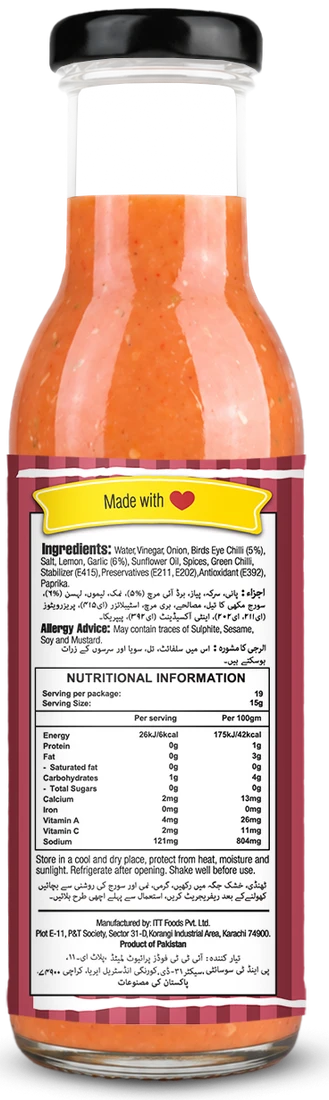 Made with
Ingredients: Water, Vinegar, Onion, Birds Eye Chilli (5%),
Salt, Lemon, Garlic (6%), Sunflower Oil, Spices, Green Chilli,
Stabilizer (E415), Preservatives (E211, E202), Antioxidant (E392),
Paprika.
اجزاء: پانی، سرکہ، پیاز، برڈ آئی مرچ (۵%)، نمک، لیموں، لہسن (۶%)،
سورج مکھی کا تیل، مصالحے، ہری مرچ، اسٹیبلائزر (ای۴۱۵)، پریزرویٹوز
(ای۲۱۱، ای۲۰۲)، اینٹی آکسیڈینٹ (ای۳۹۲)، پیپریکا۔
Allergy Advice: May contain traces of Sulphite, Sesame,
Soy and Mustard.
الرجی کا مشورہ: اس میں سلفائٹ، تل، سویا اور سرسوں کے ذرات
ہوسکتے ہیں۔
NUTRITIONAL INFORMATION
Serving per package: 19
Serving Size: 15g
Per serving Per 100gm
Energy 26kJ/6kcal 175kJ/42kcal
Protein 0g 1g
Fat 0g 3g
- Saturated fat 0g 0g
Carbohydrates 1g 4g
- Total Sugars 0g 0g
Calcium 2mg 13mg
Iron 0mg 0mg
Vitamin A 4mg 26mg
Vitamin C 2mg 11mg
Sodium 121mg 804mg
Store in a cool and dry place, protect from heat, moisture and
sunlight. Refrigerate after opening. Shake well before use.
ٹھنڈی، خشک جگہ میں رکھیں، گرمی، نمی اور سورج کی روشنی سے بچائیں
کھولنے کے بعد ریفریجریٹ کریں، استعمال سے پہلے اچھی طرح ہلائیں۔
Manufactured by: ITT Foods Pvt. Ltd.
Plot E-11, P&T Society, Sector 31-D, Korangi Industrial Area, Karachi 74900.
Product of Pakistan
تیار کنندہ: آئی ٹی ٹی فوڈز پرائیوٹ لمیٹڈ، پلاٹ ای-۱۱،
پی اینڈ ٹی سوسائٹی، سیکٹر ۳۱-ڈی، کورنگی انڈسٹریل ایریا، کراچی ۷۴۹۰۰۔
پاکستان کی مصنوعات